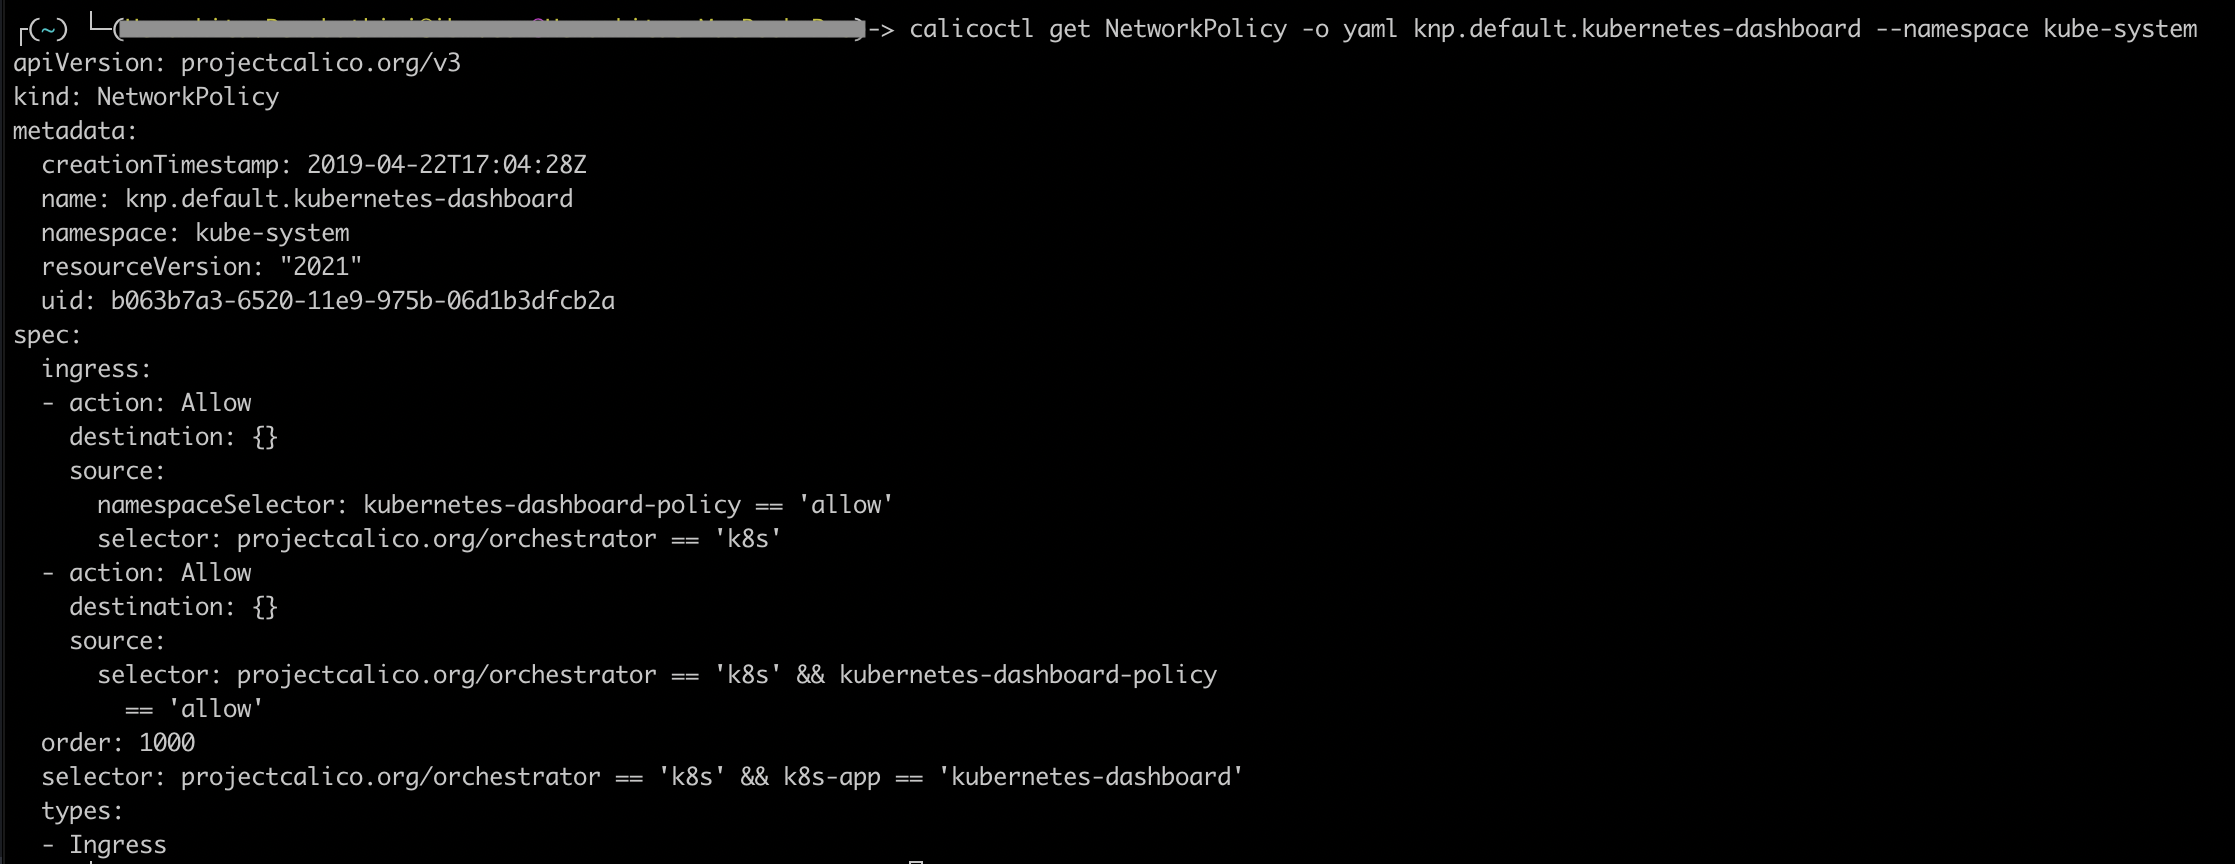 (~) (-> calicoctl get NetworkPolicy -o yaml knp.default.kubernetes-dashboard --namespace kube-system
apiVersion: projectcalico.org/v3
kind: NetworkPolicy
metadata:
  creationTimestamp: 2019-04-22T17:04:28Z
  name: knp.default.kubernetes-dashboard
  namespace: kube-system
  resourceVersion: "2021"
  uid: b063b7a3-6520-11e9-975b-06d1b3dfcb2a
spec:
  ingress:
  - action: Allow
    destination: {}
    source:
      namespaceSelector: kubernetes-dashboard-policy == 'allow'
      selector: projectcalico.org/orchestrator == 'k8s'
  - action: Allow
    destination: {}
    source:
      selector: projectcalico.org/orchestrator == 'k8s' && kubernetes-dashboard-policy
        == 'allow'
  order: 1000
  selector: projectcalico.org/orchestrator == 'k8s' && k8s-app == 'kubernetes-dashboard'
  types:
  - Ingress